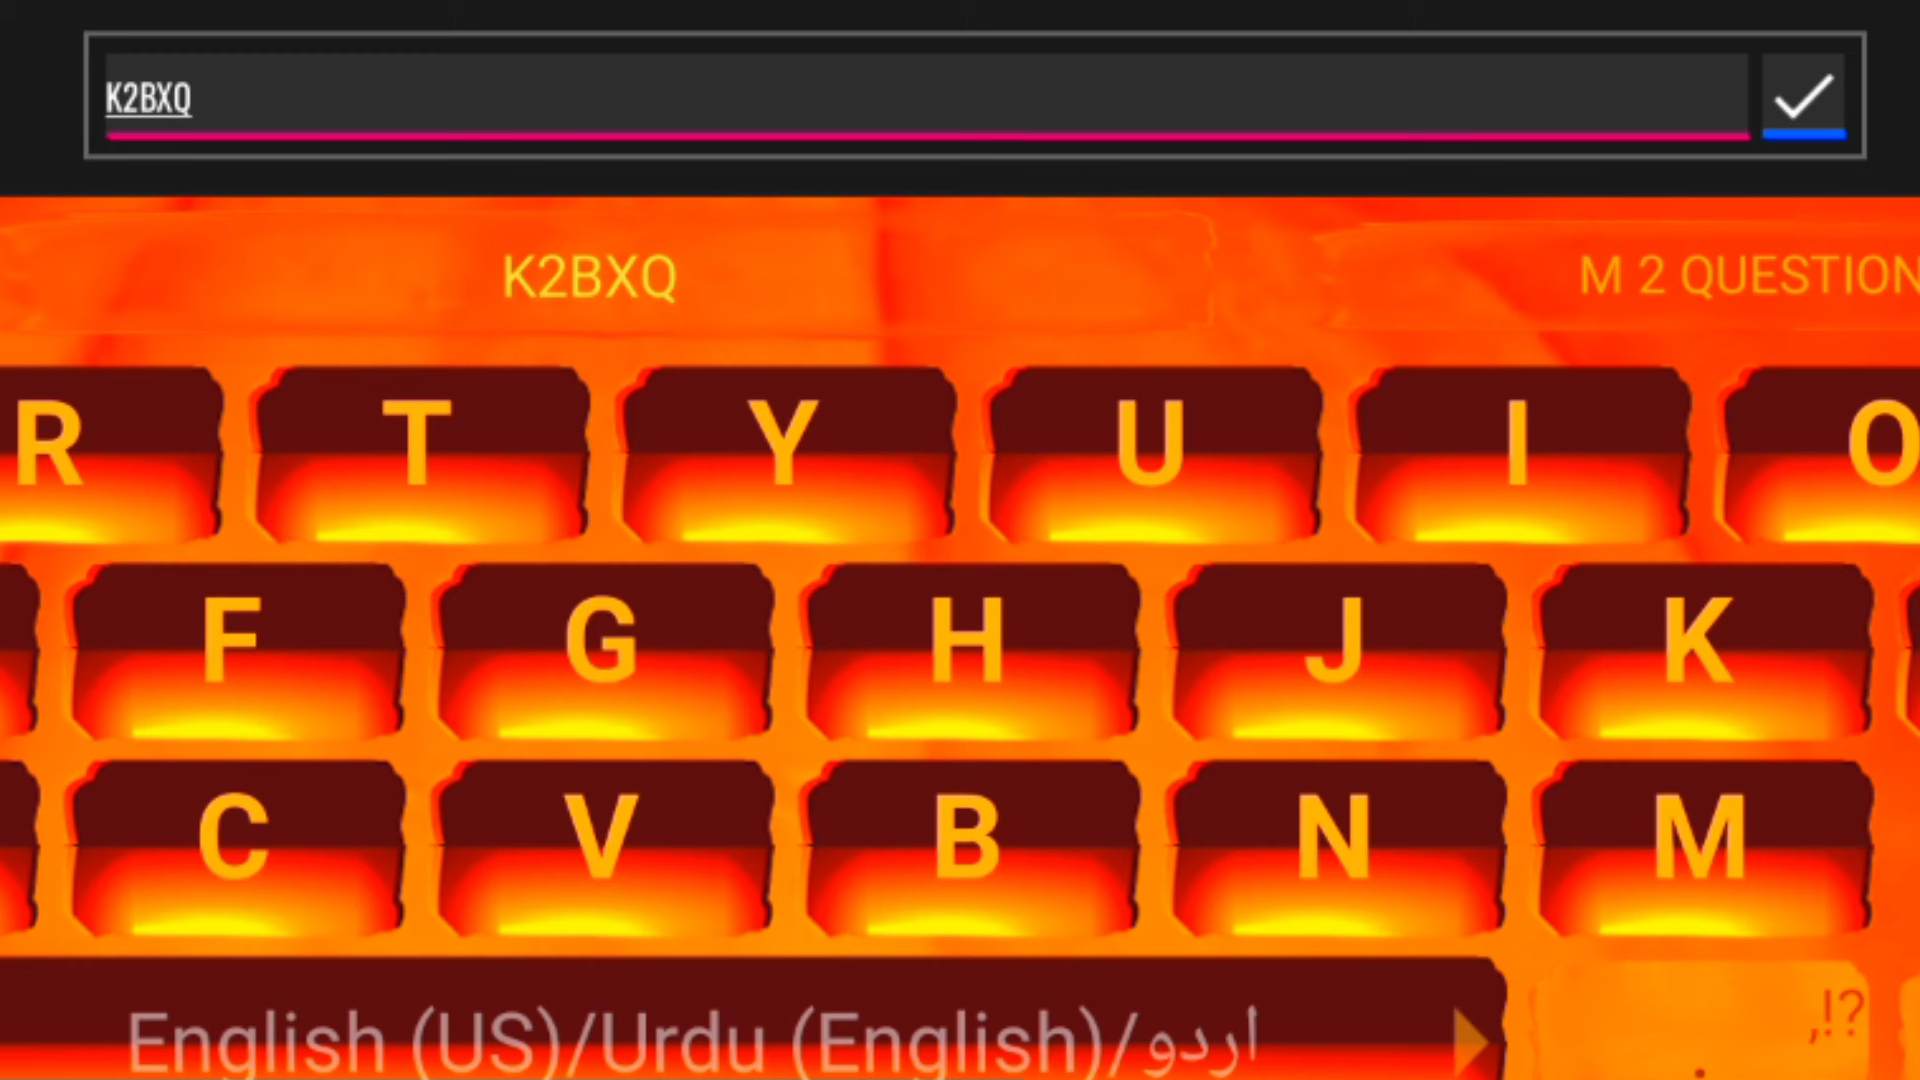 K2BXQ
K2BXQ M 2 QUESTION
R T Y U I O
F G H J K
C V B N M
English (US)/Urdu (English)/اردو ,!?
.